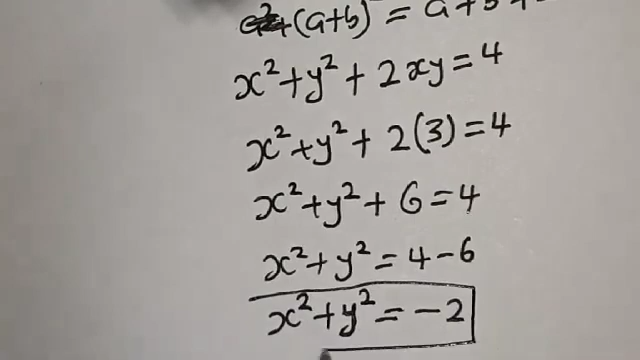 (a+b) = a+b+
x²+y²+2xy=4
x²+y²+2(3)=4
x²+y²+6=4
x²+y²=4-6
x²+y²=-2